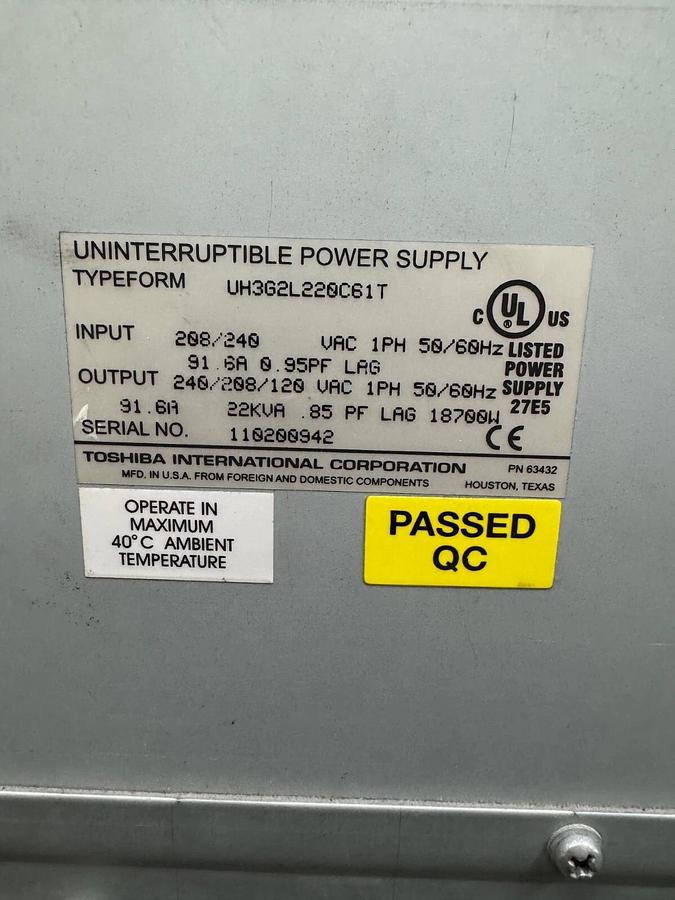 UNINTERRUPTIBLE POWER SUPPLY
TYPEFORM UH3G2L220C61T
INPUT 208/240 VAC 1PH 50/60Hz
91.6A 0.95PF LAG
OUTPUT 240/208/120 VAC 1PH 50/60Hz
91.6A 22KVA .85 PF LAG 18700W
SERIAL NO. 110200942
C UL ® US
LISTED
POWER
SUPPLY
27E5
CE
TOSHIBA INTERNATIONAL CORPORATION PN 63432
MFD. IN U.S.A. FROM FOREIGN AND DOMESTIC COMPONENTS HOUSTON, TEXAS
OPERATE IN
MAXIMUM
40°C AMBIENT
TEMPERATURE
PASSED
QC